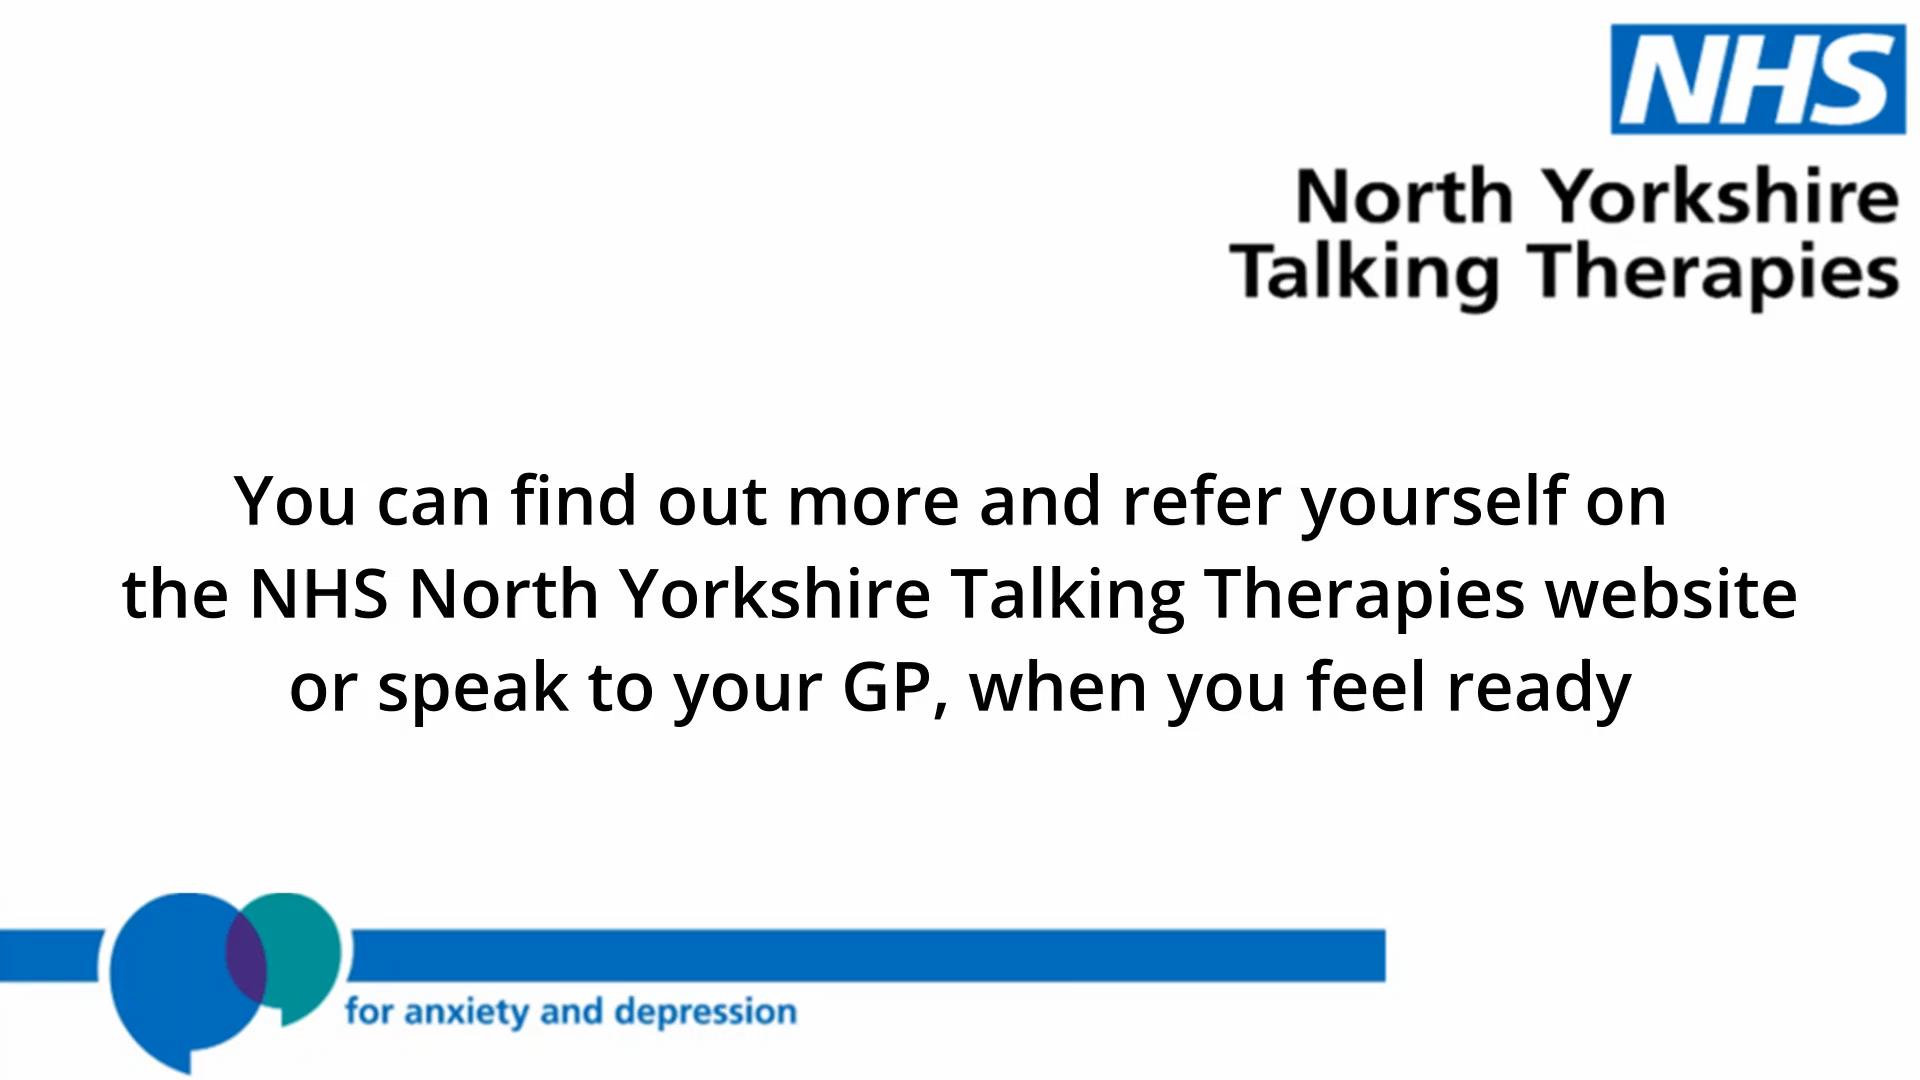 NHS
North Yorkshire
Talking Therapies
You can find out more and refer yourself on
the NHS North Yorkshire Talking Therapies website
or speak to your GP, when you feel ready
for anxiety and depression